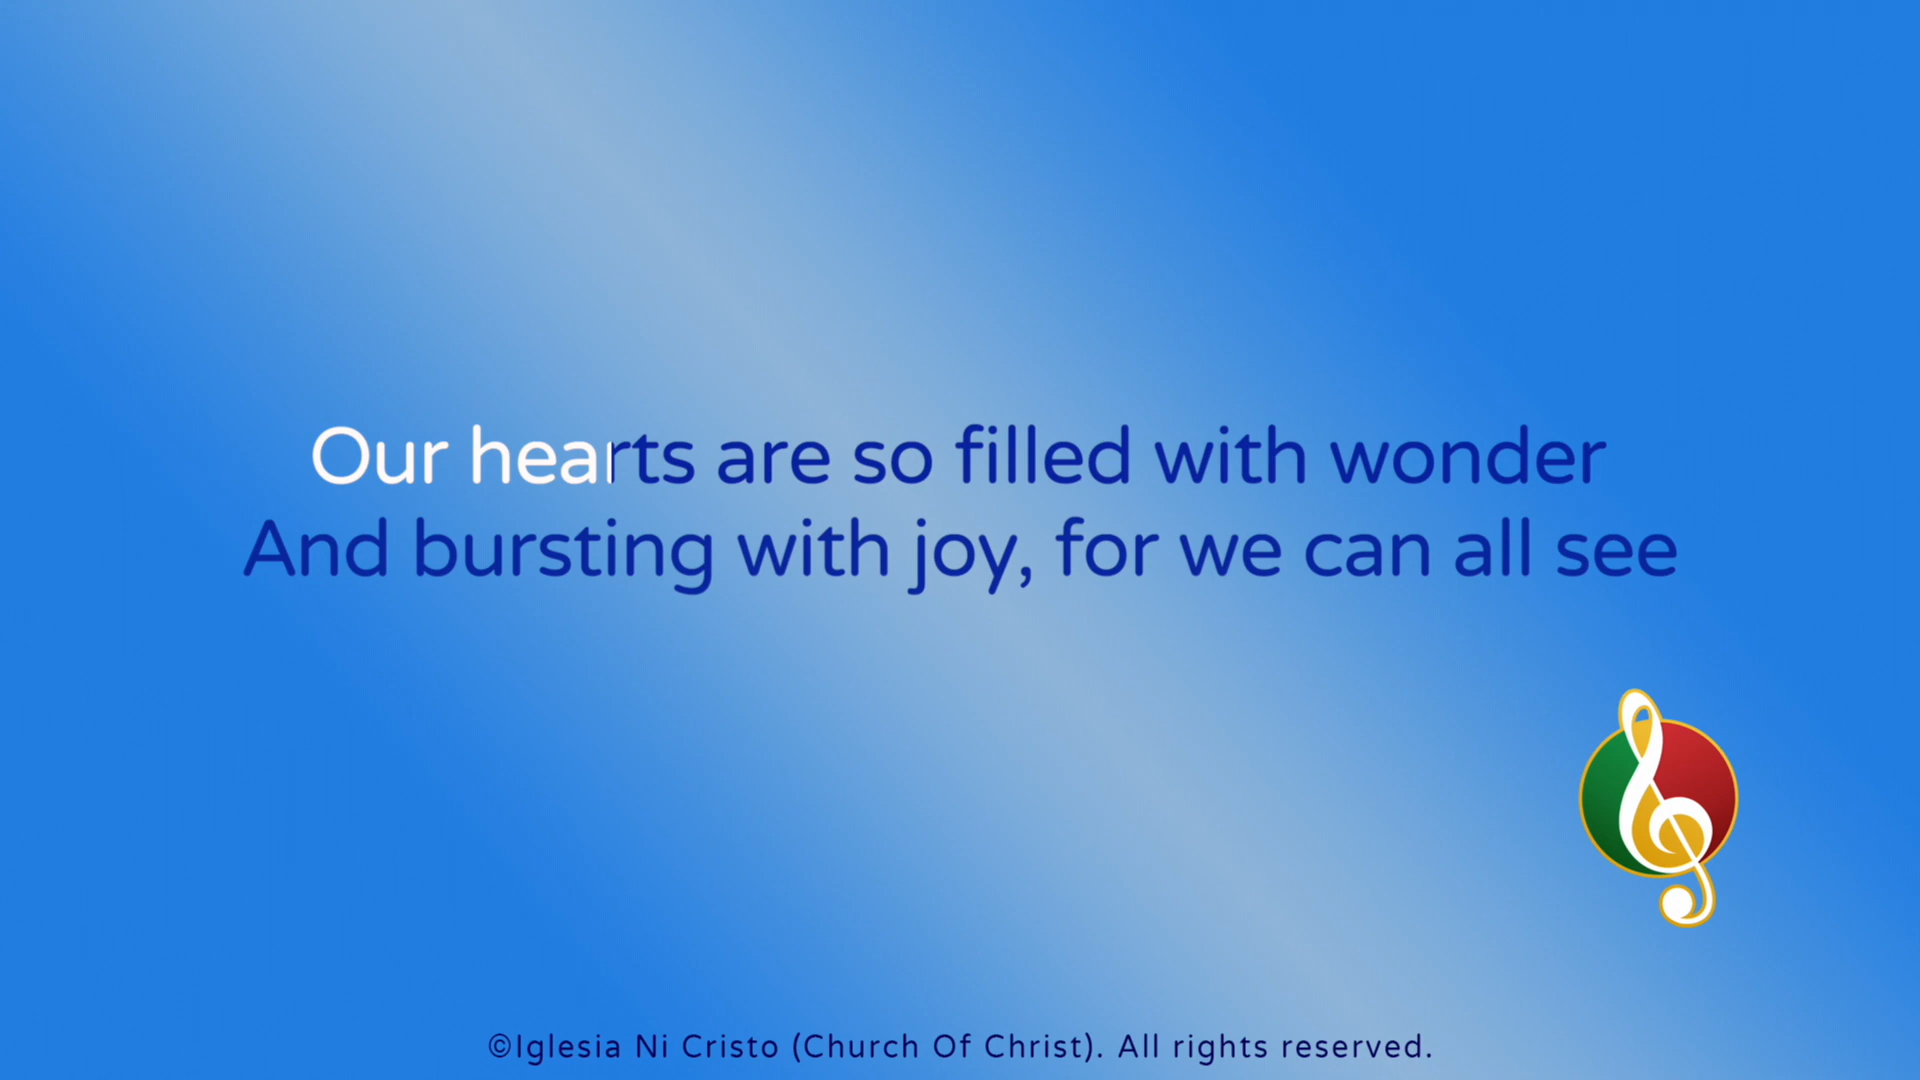 Our hearts are so filled with wonder
And bursting with joy, for we can all see
©Iglesia Ni Cristo (Church Of Christ). All rights reserved.